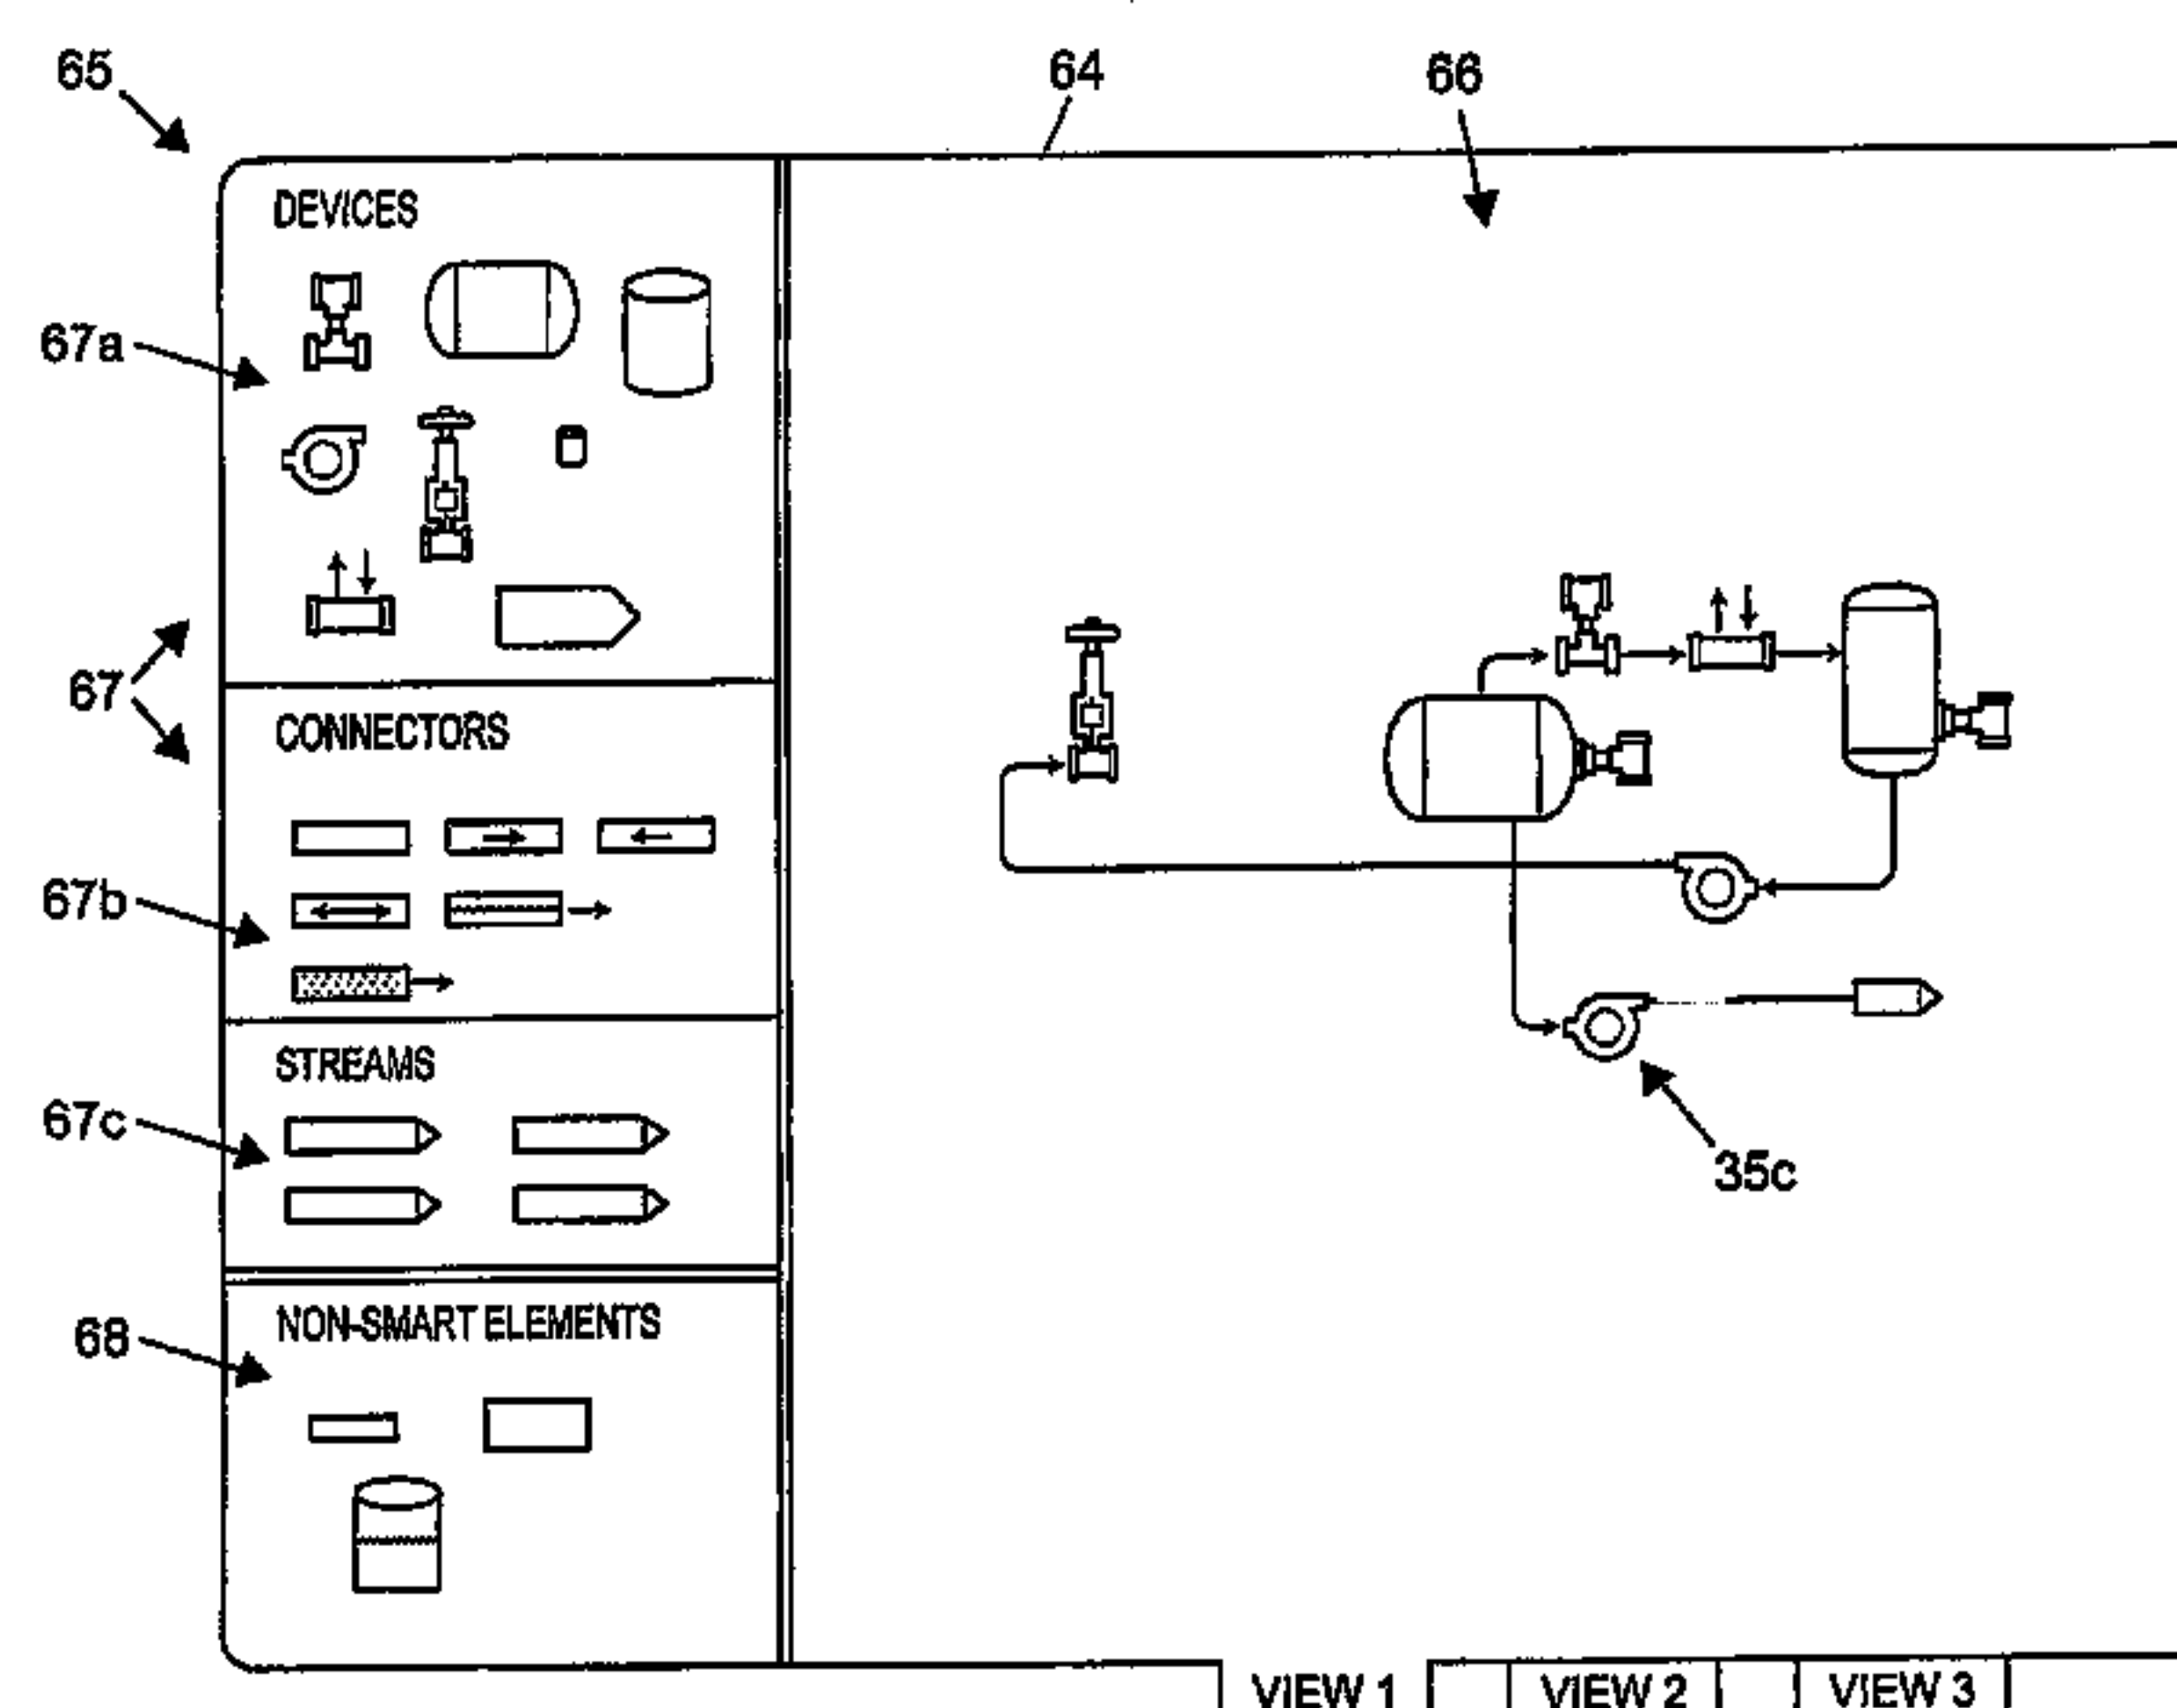 65
64
66
DEVICES
67a
67
CONNECTORS
67b
STREAMS
67c
35c
NON-SMART ELEMENTS
68
VIEW 1
VIEW 2
VIEW 3